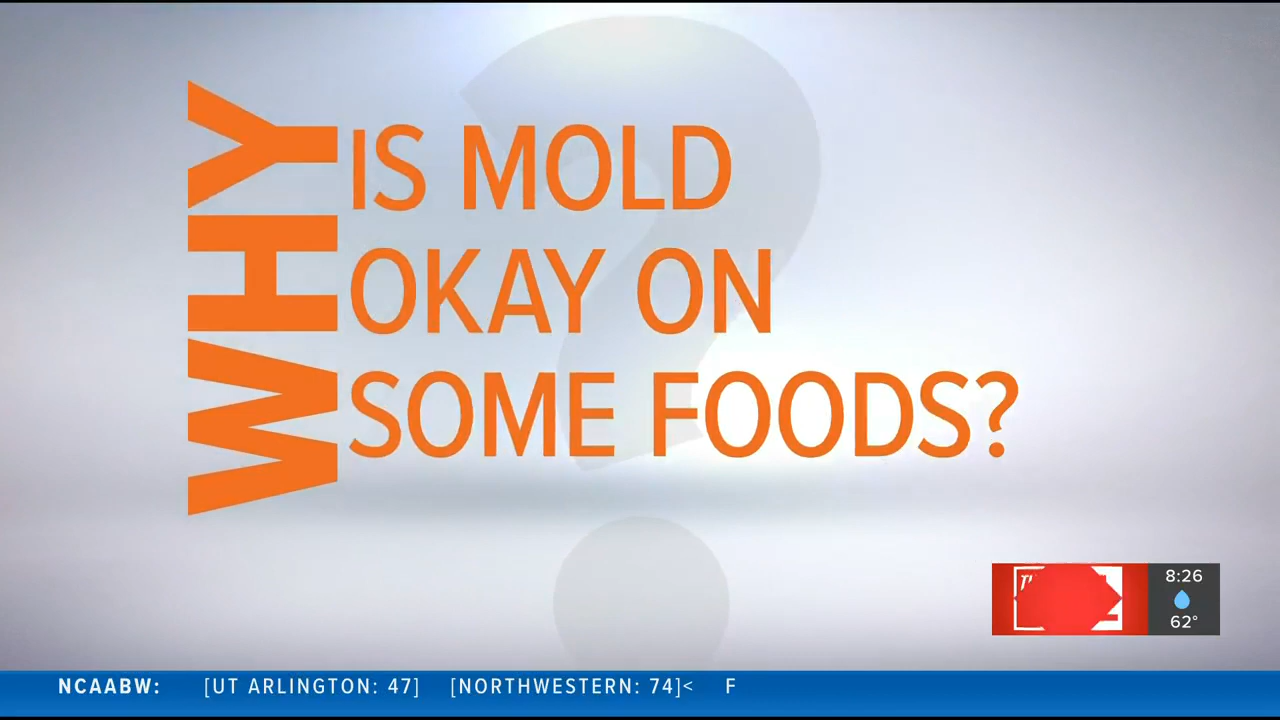 WHY
IS MOLD
OKAY ON
SOME FOODS?
8:26
62°
NCAABW: [UT ARLINGTON: 47] [NORTHWESTERN: 74]< F